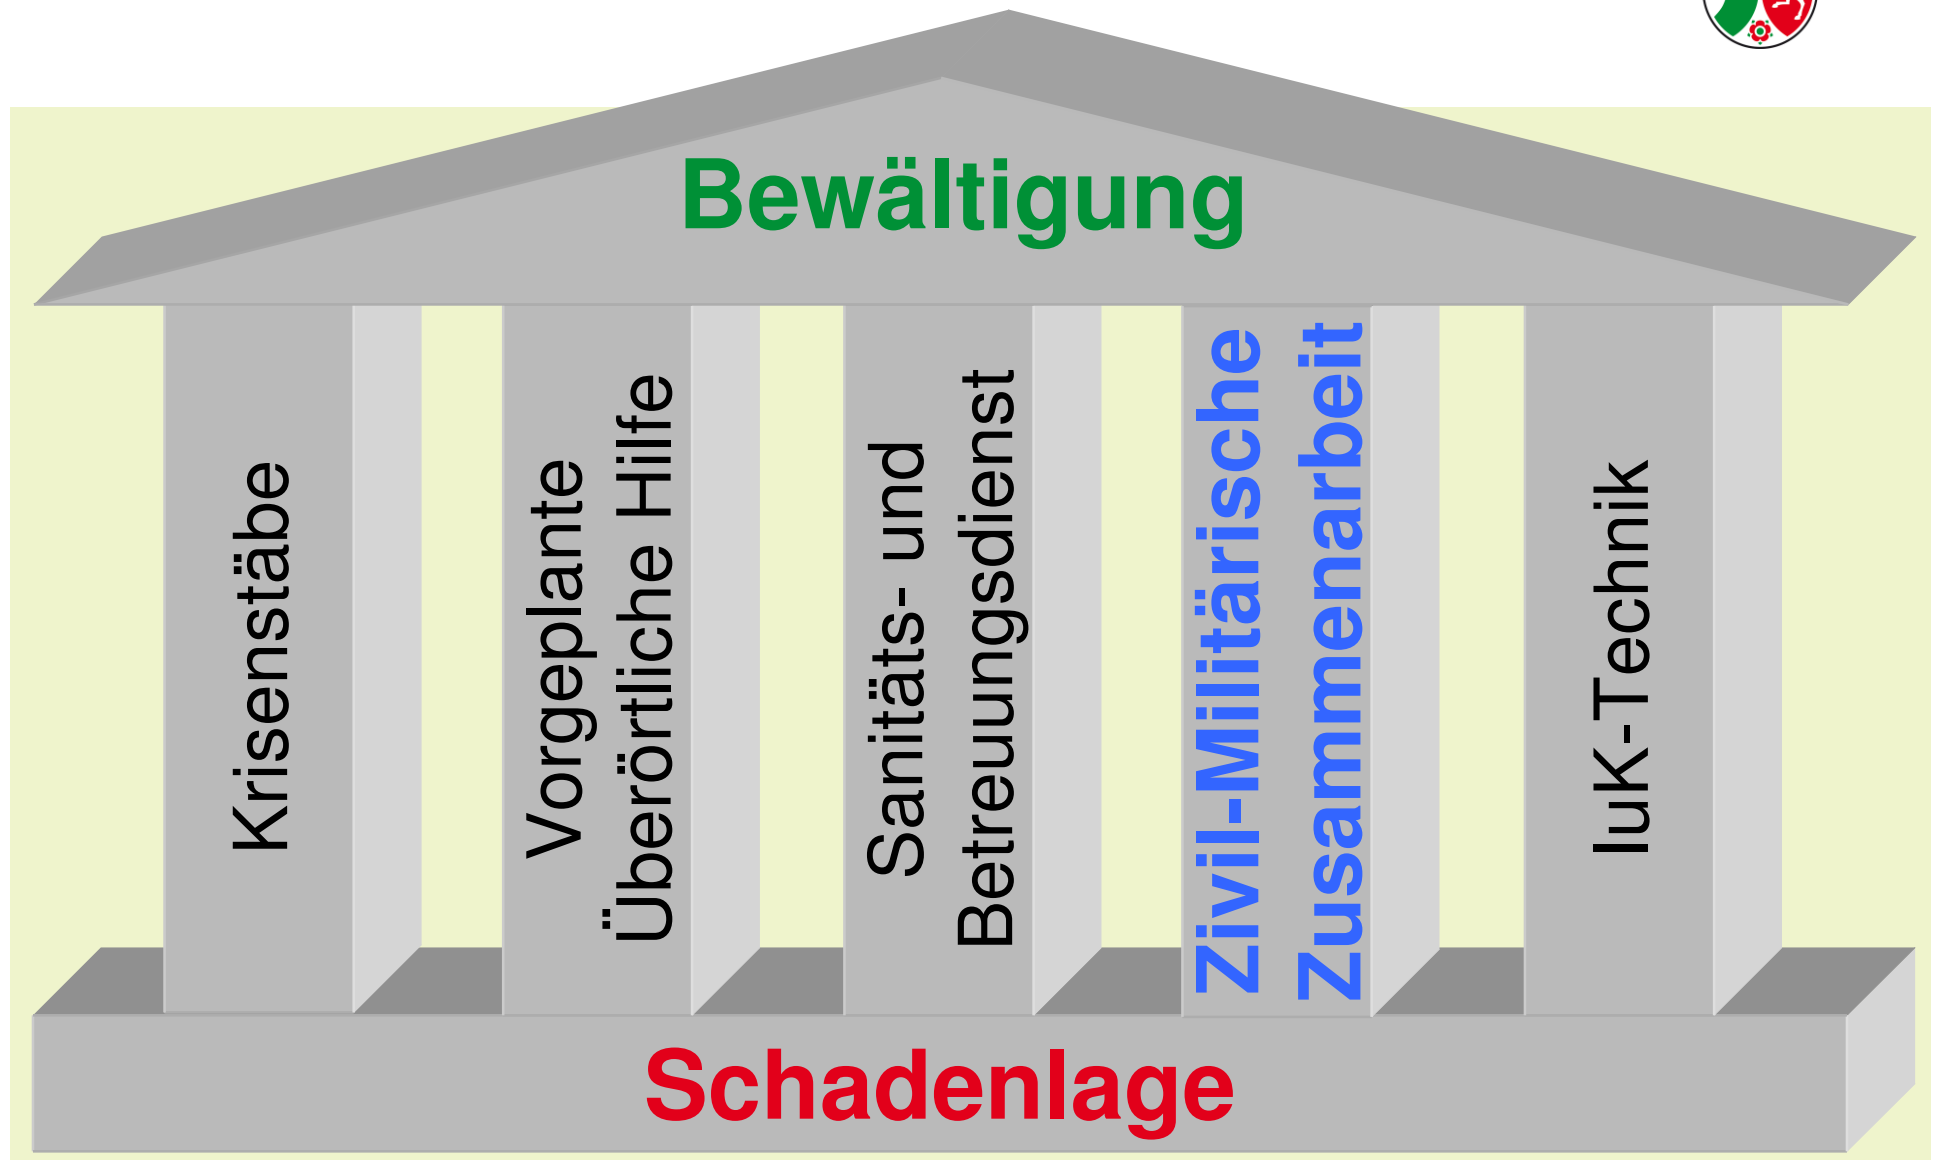 Bewältigung
Krisenstäbe
Vorgeplante
Überörtliche Hilfe
Sanitäts- und
Betreuungsdienst
Zivil-Militärische
Zusammenarbeit
IuK-Technik
Schadenlage